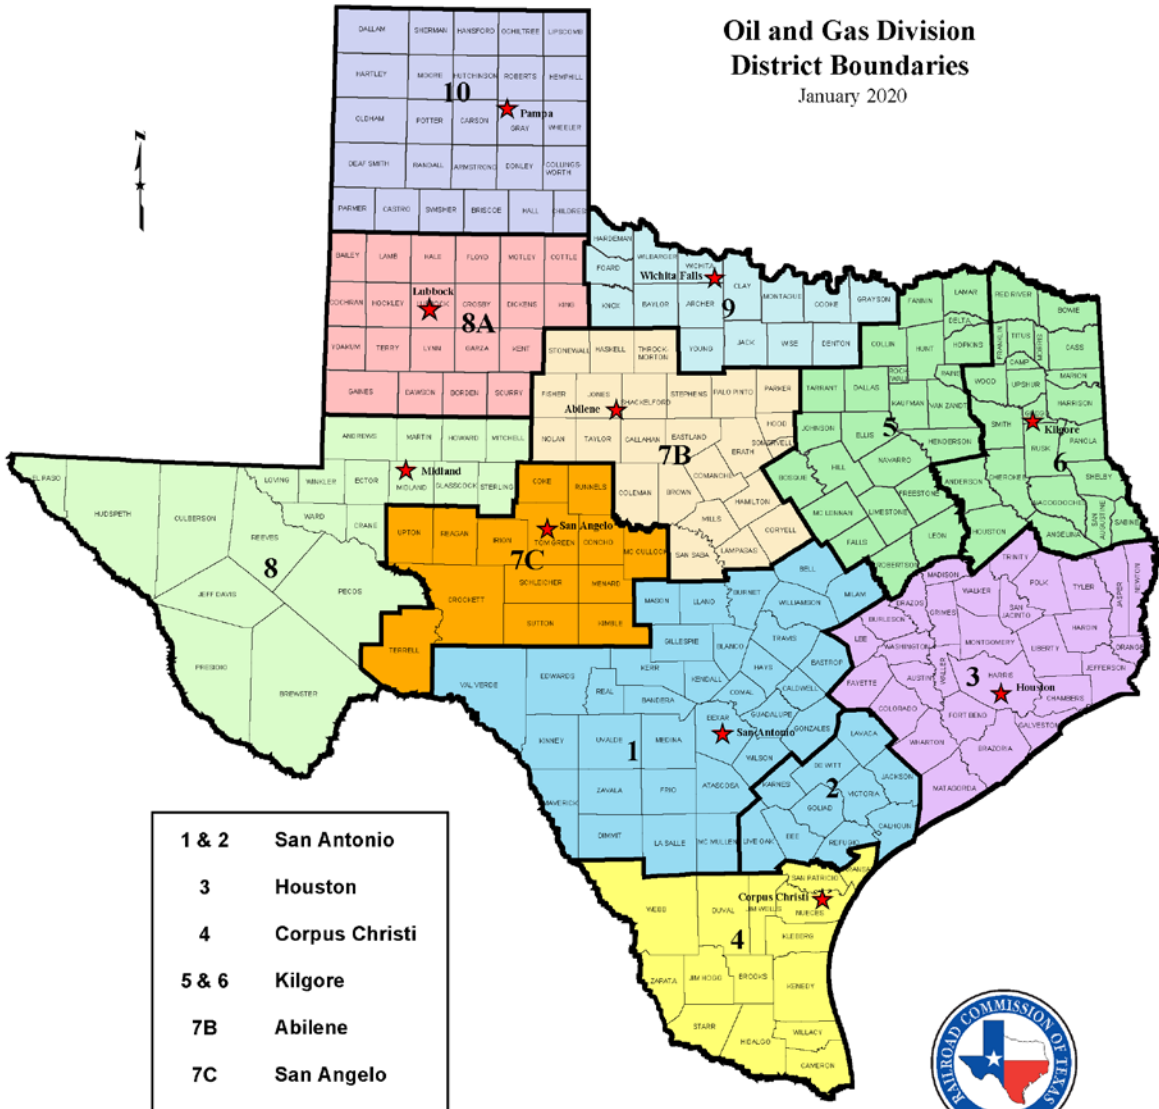 Oil and Gas Division
District Boundaries
January 2020
N
DALLAM SHERMAN HANSFORD OCHILTREE LIPSCOMB
HARTLEY MOORE HUTCHINSON ROBERTS HEMPHILL
10
Pampa
OLDHAM POTTER CARSON GRAY WHEELER
DEAF SMITH RANDALL ARMSTRONG DONLEY COLLINGS-
WORTH
PARMER CASTRO SWISHER BRISCOE HALL CHILDRESS
BAILEY LAMB HALE FLOYD MOTLEY COTTLE
Lubbock
COCHRAN HOCKLEY LUBBOCK CROSBY DICKENS KING
8A
YOAKUM TERRY LYNN GARZA KENT
GAINES DAWSON BORDEN SCURRY
HARDEMAN
FOARD WILBARGER WICHITA
Wichita Falls
CLAY
KNOX BAYLOR ARCHER MONTAGUE COOKE GRAYSON
9
YOUNG JACK WISE DENTON
STONEWALL HASKELL THROCK-
MORTON
FISHER JONES SHACKELFORD STEPHENS PALO PINTO PARKER
Abilene
HOOD
NOLAN TAYLOR CALLAHAN EASTLAND ERATH SOMERVELL
7B
COMANCHE
COLEMAN BROWN HAMILTON
MILLS CORYELL
SAN SABA LAMPASAS
FANNIN LAMAR RED RIVER BOWIE
DELTA
COLLIN HUNT HOPKINS FRANKLIN TITUS MORRIS CASS
CAMP
ROCK
WALL RAINS WOOD UPSHUR MARION
TARRANT DALLAS KAUFMAN VAN ZANDT HARRISON
5
JOHNSON ELLIS HENDERSON SMITH GREGG
Kilgore
RUSK PANOLA
6
HILL NAVARRO
BOSQUE ANDERSON CHEROKEE SHELBY
FREESTONE
MC LENNAN LIMESTONE NACOGDOCHES SAN
AUGUSTINE SABINE
FALLS LEON HOUSTON ANGELINA
ROBERTSON
ANDREWS MARTIN HOWARD MITCHELL
Midland
LOVING WINKLER ECTOR MIDLAND GLASSCOCK STERLING
EL PASO HUDSPETH CULBERSON
WARD CRANE
REEVES
8
JEFF DAVIS PECOS
PRESIDIO BREWSTER
COKE RUNNELS
San Angelo
UPTON REAGAN IRION TOM GREEN CONCHO MC CULLOCH
7C
SCHLEICHER MENARD
CROCKETT
SUTTON KIMBLE
TERRELL
BELL
MASON LLANO BURNET WILLIAMSON MILAM
GILLESPIE BLANCO TRAVIS
VAL VERDE EDWARDS KERR HAYS BASTROP
REAL KENDALL COMAL CALDWELL
BANDERA
KINNEY UVALDE MEDINA BEXAR GUADALUPE GONZALES
San Antonio
1
WILSON
MAVERICK ZAVALA FRIO ATASCOSA
DIMMIT LA SALLE MC MULLEN
LAVACA
DE WITT JACKSON
KARNES 2 VICTORIA
GOLIAD
LIVE OAK BEE REFUGIO CALHOUN
TRINITY
MADISON WALKER POLK TYLER JASPER NEWTON
BRAZOS GRIMES SAN
JACINTO
BURLESON HARDIN
LEE WASHINGTON MONTGOMERY LIBERTY ORANGE
WALLER JEFFERSON
FAYETTE AUSTIN 3 HARRIS
Houston
CHAMBERS
COLORADO FORT BEND GALVESTON
WHARTON BRAZORIA
MATAGORDA
SAN PATRICIO
Corpus Christi
WEBB DUVAL JIM WELLS NUECES
4
KLEBERG
ZAPATA JIM HOGG BROOKS KENEDY
STARR HIDALGO WILLACY
CAMERON
1 & 2 San Antonio
3 Houston
4 Corpus Christi
5 & 6 Kilgore
7B Abilene
7C San Angelo
RAILROAD COMMISSION OF TEXAS